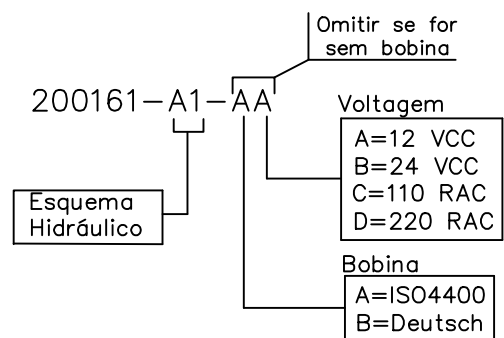 Omitir se for
sem bobina
200161-A1-AA
Voltagem
A=12 VCC
B=24 VCC
C=110 RAC
D=220 RAC
Esquema
Hidráulico
Bobina
A=ISO4400
B=Deutsch